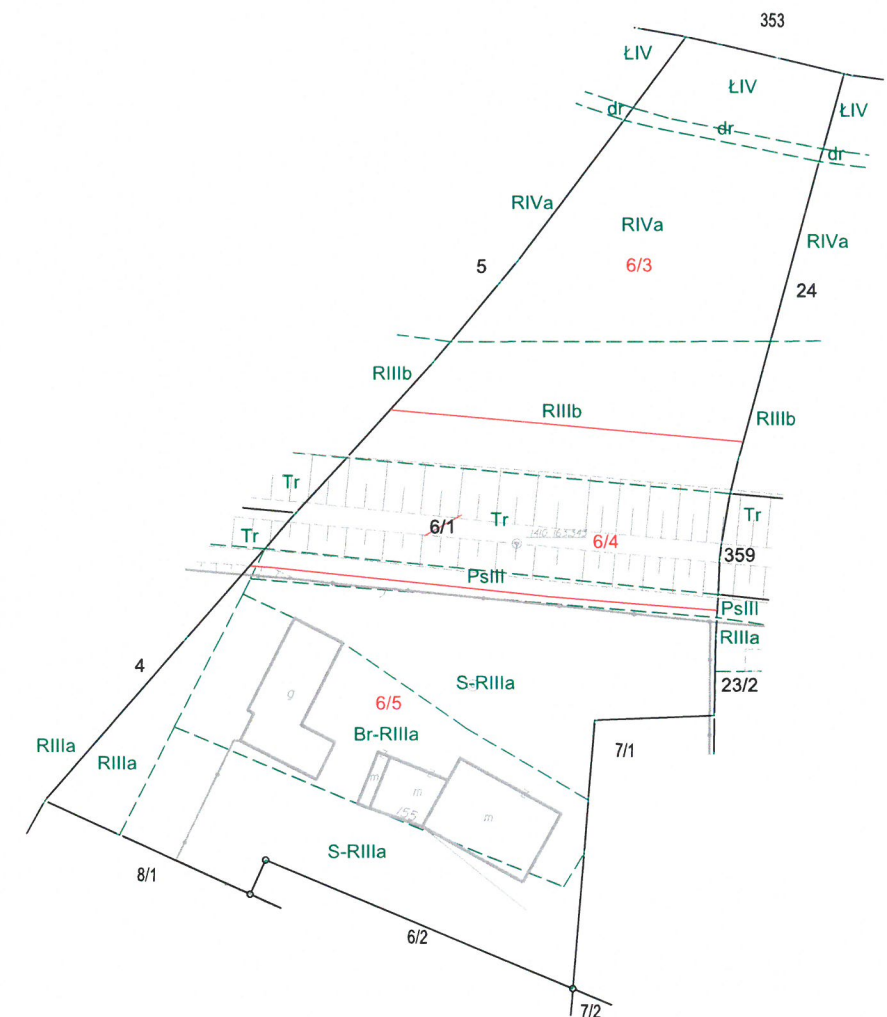 353
ŁIV
ŁIV
ŁIV
dr
dr
dr
RIVa
RIVa
RIVa
6/3
5
24
RIIIb
RIIIb
RIIIb
Tr
Tr
Tr
6/1
6/4
Tr
359
PsIII
PsIII
RIIIa
4
S-RIIIa
23/2
g
6/5
Br-RIIIa
7/1
RIIIa
RIIIa
m
m
m
155
S-RIIIa
8/1
6/2
7/2